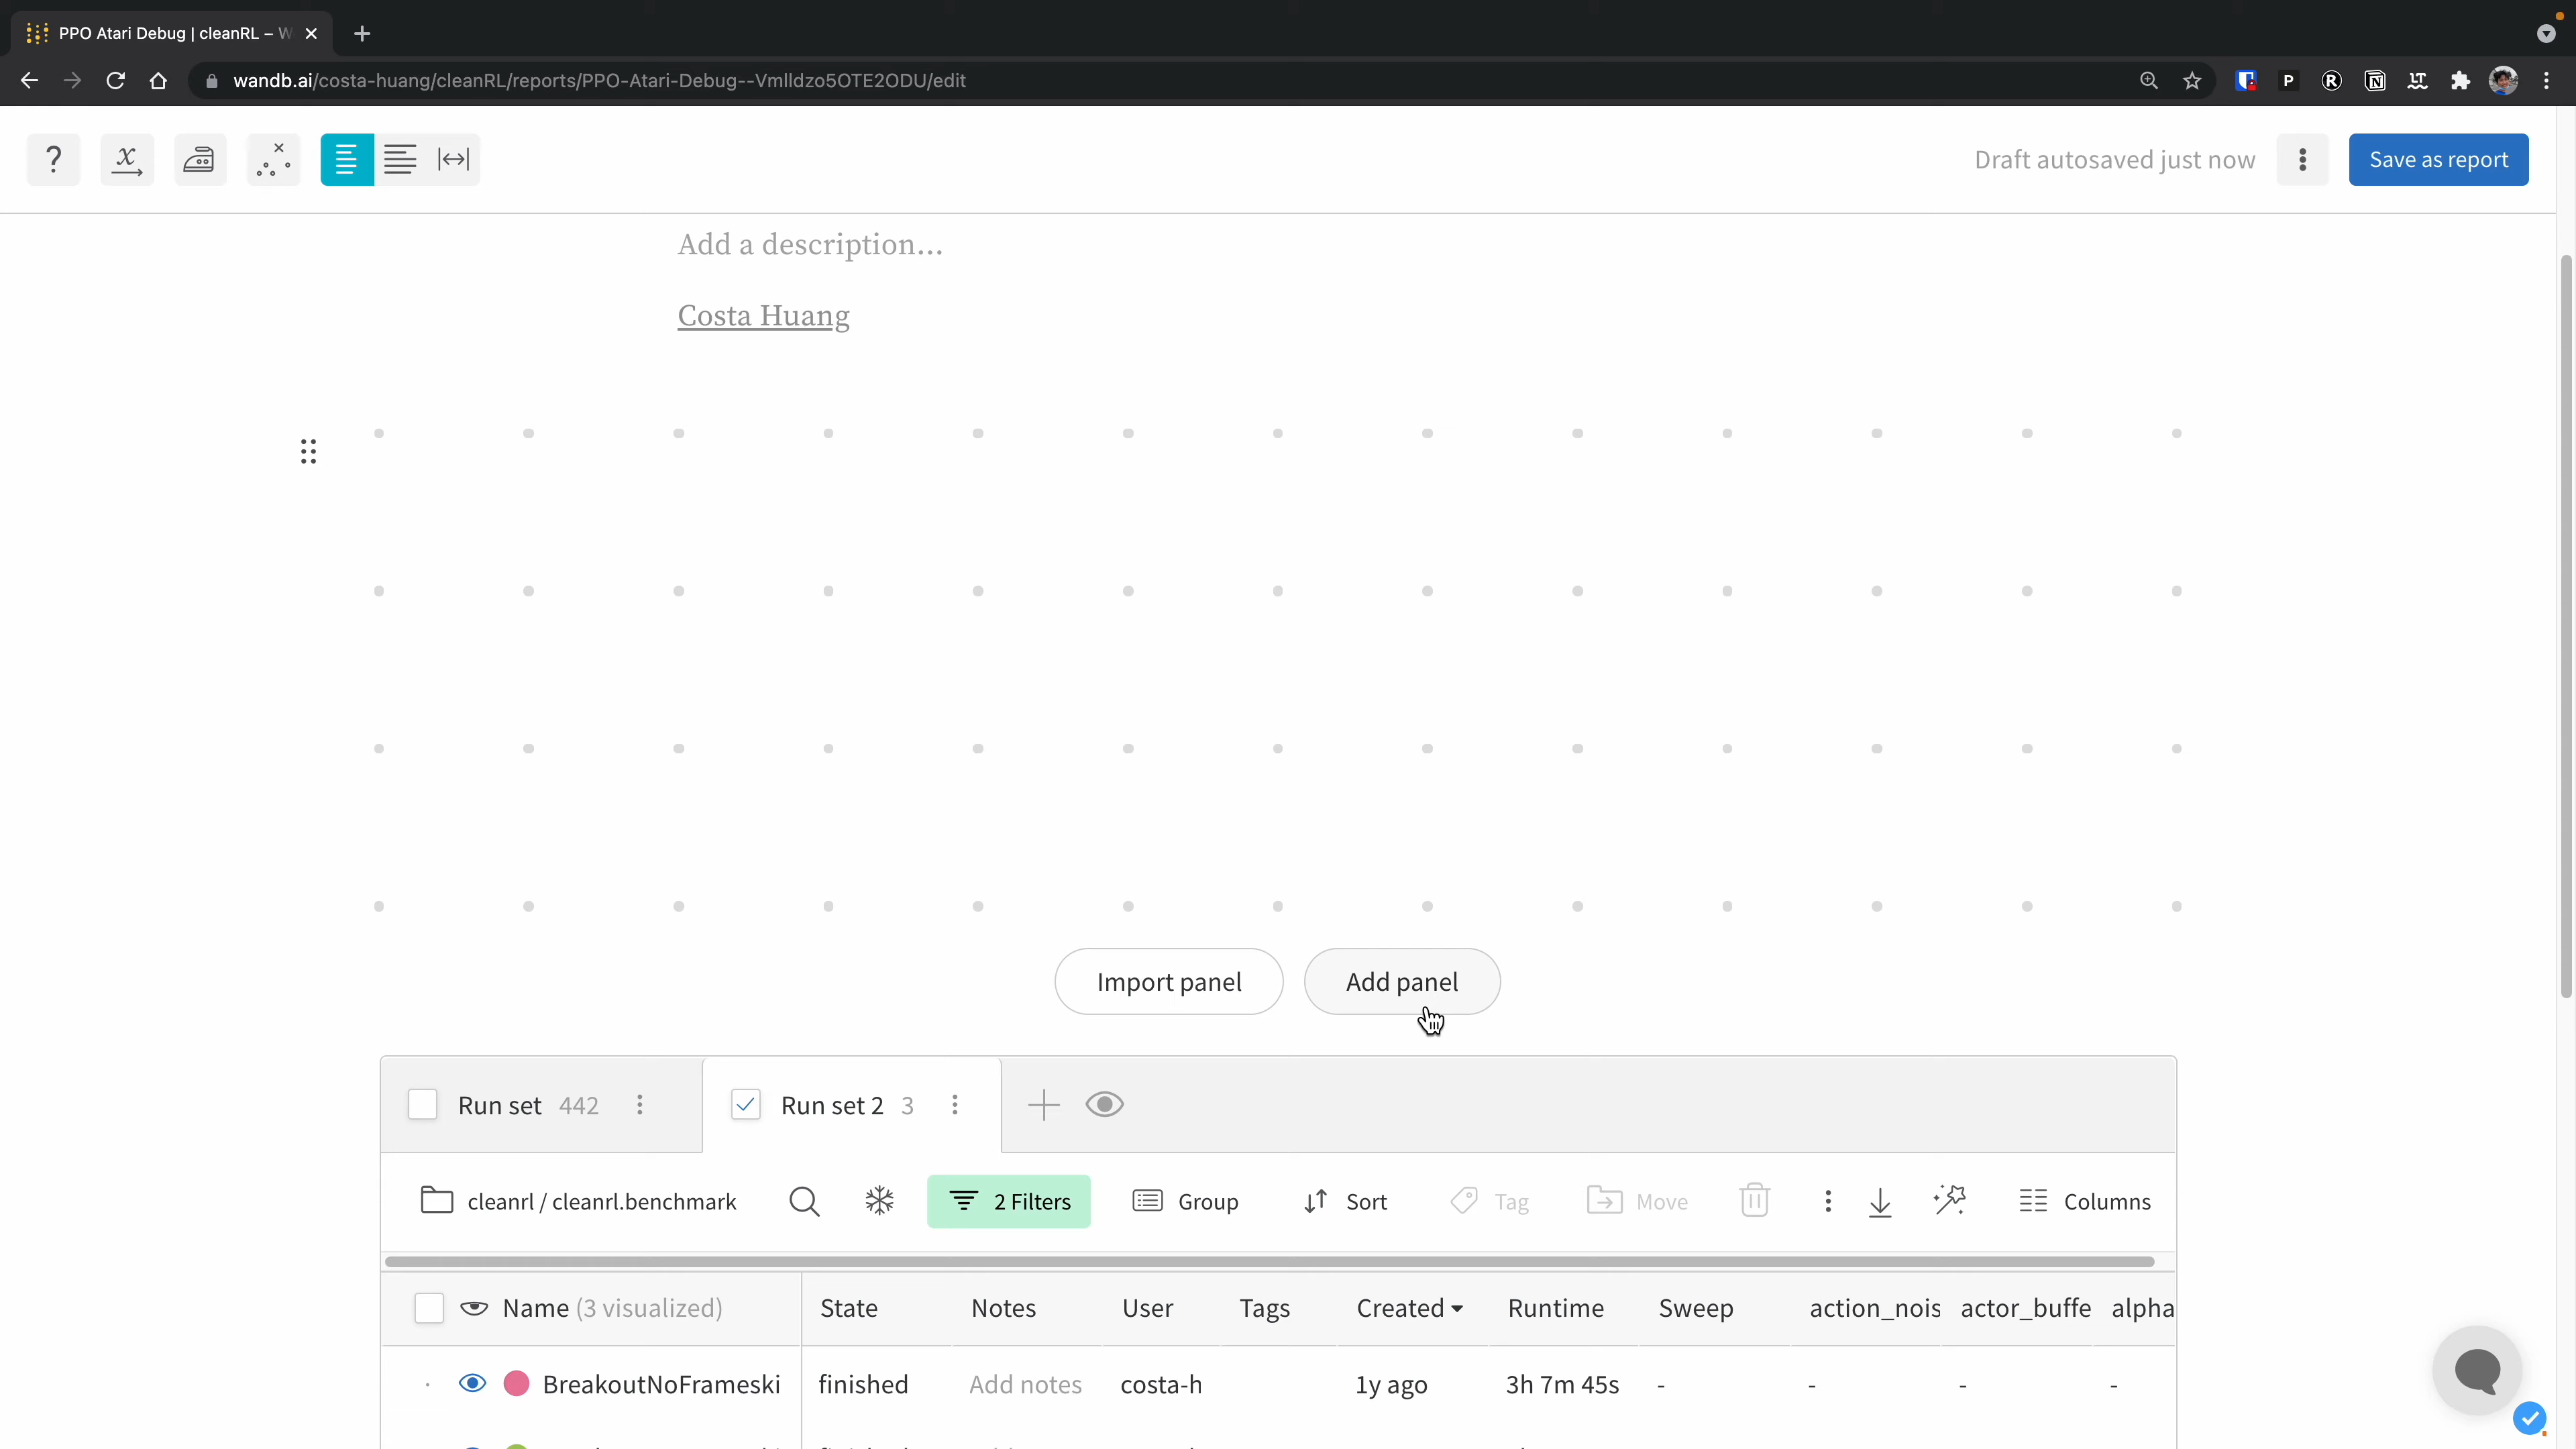 PPO Atari Debug | cleanRL – W
wandb.ai/costa-huang/cleanRL/reports/PPO-Atari-Debug--Vmlldzo5OTE2ODU/edit
Draft autosaved just now
Save as report
Add a description...
Costa Huang
Import panel
Add panel
Run set 442
Run set 2 3
cleanrl / cleanrl.benchmark
2 Filters
Group
Sort
Tag
Move
Columns
Name (3 visualized) State Notes User Tags Created Runtime Sweep action_nois actor_buffe alpha
BreakoutNoFrameski finished Add notes costa-h 1y ago 3h 7m 45s - - - -